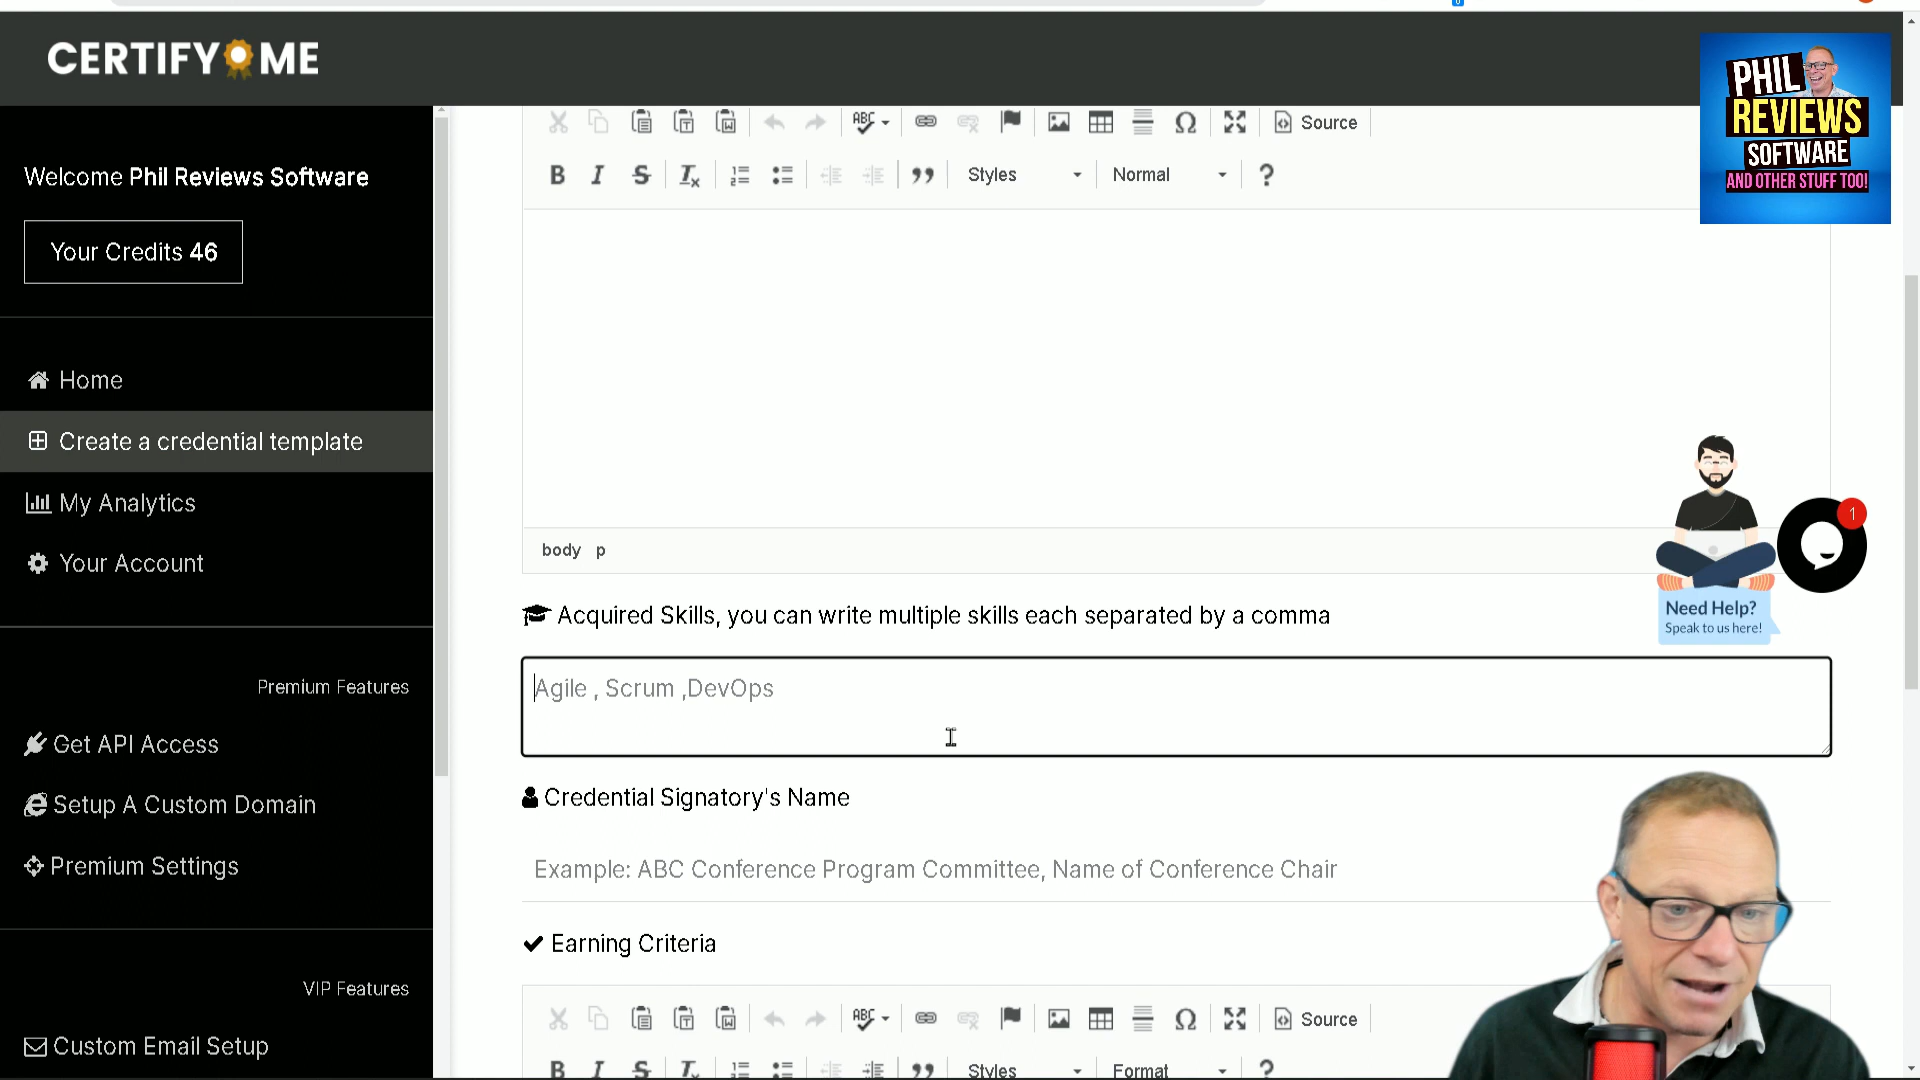 CERTIFY ME
PHIL
REVIEWS
SOFTWARE
AND OTHER STUFF TOO!
Welcome Phil Reviews Software
Your Credits 46
Home
Create a credential template
My Analytics
Your Account
Premium Features
Get API Access
Setup A Custom Domain
Premium Settings
VIP Features
Custom Email Setup
ABC
Source
B I S Tx Styles Normal ?
body p
1
Need Help?
Speak to us here!
Acquired Skills, you can write multiple skills each separated by a comma
Agile , Scrum ,DevOps
Credential Signatory's Name
Example: ABC Conference Program Committee, Name of Conference Chair
Earning Criteria
ABC
Source
B I S Tx Styles Format ?